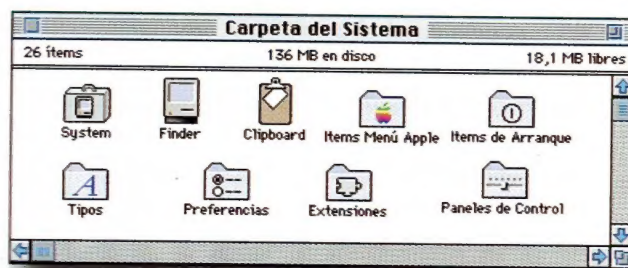 Carpeta del Sistema
26 ítems 136 MB en disco 18,1 MB libres
System Finder Clipboard Items Menú Apple Items de Arranque
Tipos Preferencias Extensiones Paneles de Control